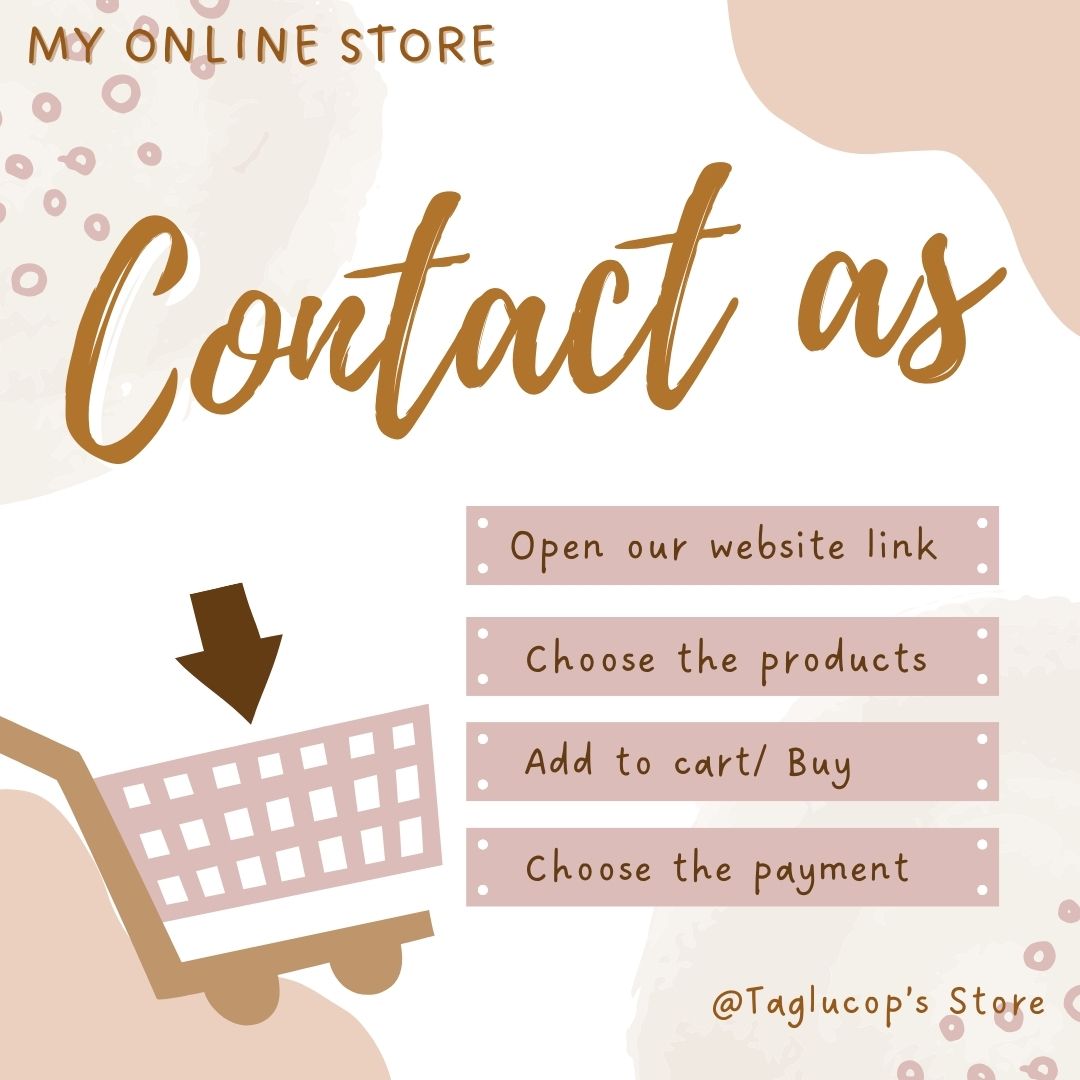 MY ONLINE STORE
Contact as
Open our website link
Choose the products
Add to cart/ Buy
Choose the payment
@Taglucop's Store